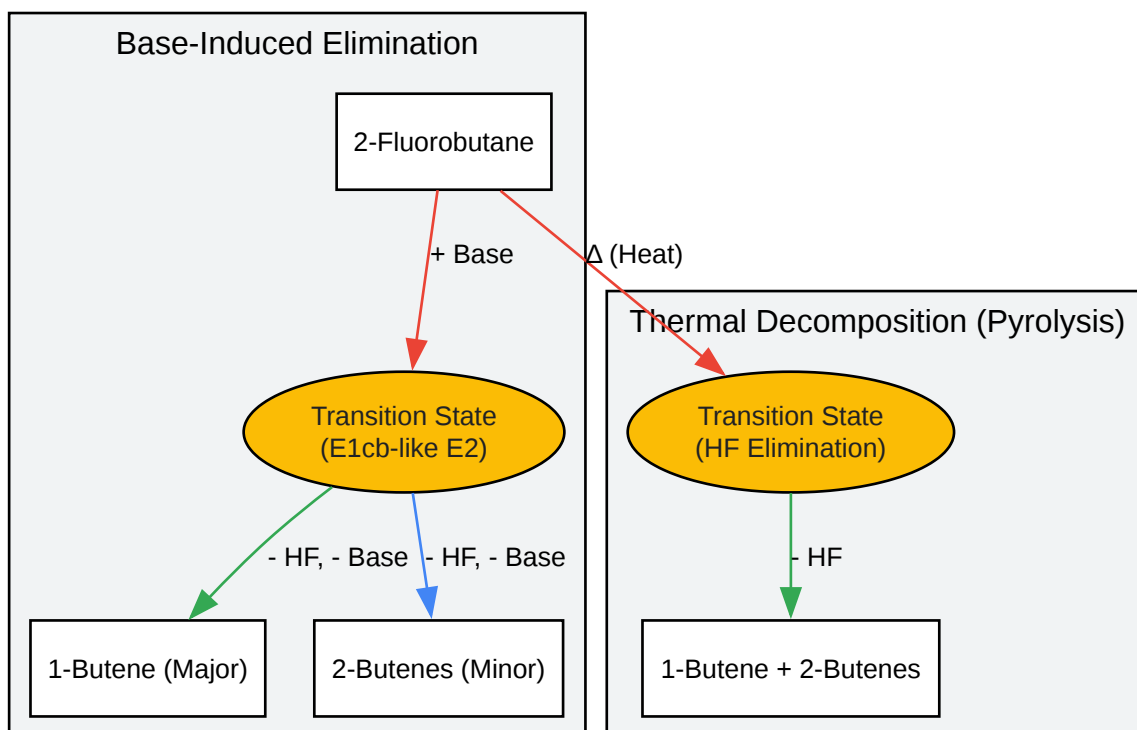 Base-Induced Elimination
2-Fluorobutane
+ Base
Δ (Heat)
Thermal Decomposition (Pyrolysis)
Transition State
(E1cb-like E2)
Transition State
(HF Elimination)
- HF, - Base
- HF, - Base
- HF
1-Butene (Major)
2-Butenes (Minor)
1-Butene + 2-Butenes